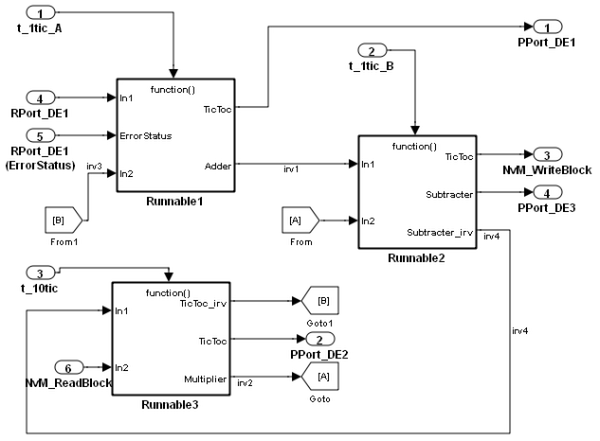 1
t_1tic_A
1
PPort_DE1
2
t_1tic_B
function()
4
RPort_DE1
In1
TicToc
5
RPort_DE1
(ErrorStatus)
ErrorStatus
irv3
In2
Adder
irv1
Runnable1
[B]
From1
function()
In1
TicToc
3
NvM_WriteBlock
Subtracter
4
PPort_DE3
[A]
From
In2
Subtracter_irv
irv4
Runnable2
3
t_10tic
function()
In1
TicToc_irv
[B]
Goto1
TicToc
2
PPort_DE2
irv4
6
NvM_ReadBlock
In2
Multiplier
irv2
[A]
Goto
Runnable3